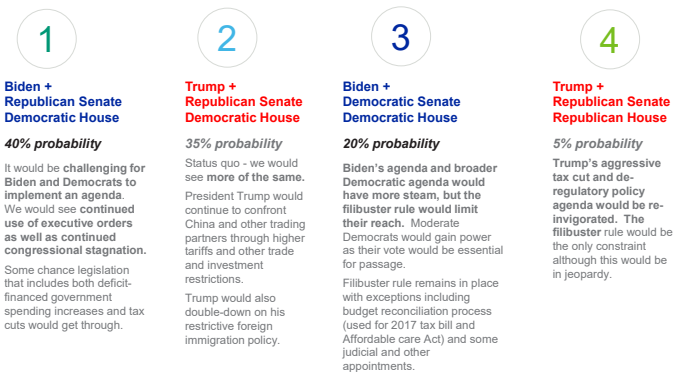 1
Biden +
Republican Senate
Democratic House
40% probability
It would be challenging for
Biden and Democrats to
implement an agenda.
We would see continued
use of executive orders
as well as continued
congressional stagnation.
Some chance legislation
that includes both deficit-
financed government
spending increases and tax
cuts would get through.
2
Trump +
Republican Senate
Democratic House
35% probability
Status quo - we would
see more of the same.
President Trump would
continue to confront
China and other trading
partners through higher
tariffs and other trade
and investment
restrictions.
Trump would also
double-down on his
restrictive foreign
immigration policy.
3
Biden +
Democratic Senate
Democratic House
20% probability
Biden's agenda and broader
Democratic agenda would
have more steam, but the
filibuster rule would limit
their reach. Moderate
Democrats would gain power
as their vote would be essential
for passage.
Filibuster rule remains in place
with exceptions including
budget reconciliation process
(used for 2017 tax bill and
Affordable care Act) and some
judicial and other
appointments.
4
Trump +
Republican Senate
Republican House
5% probability
Trump's aggressive
tax cut and de-
regulatory policy
agenda would be re-
invigorated. The
filibuster rule would be
the only constraint
although this would be
in jeopardy.